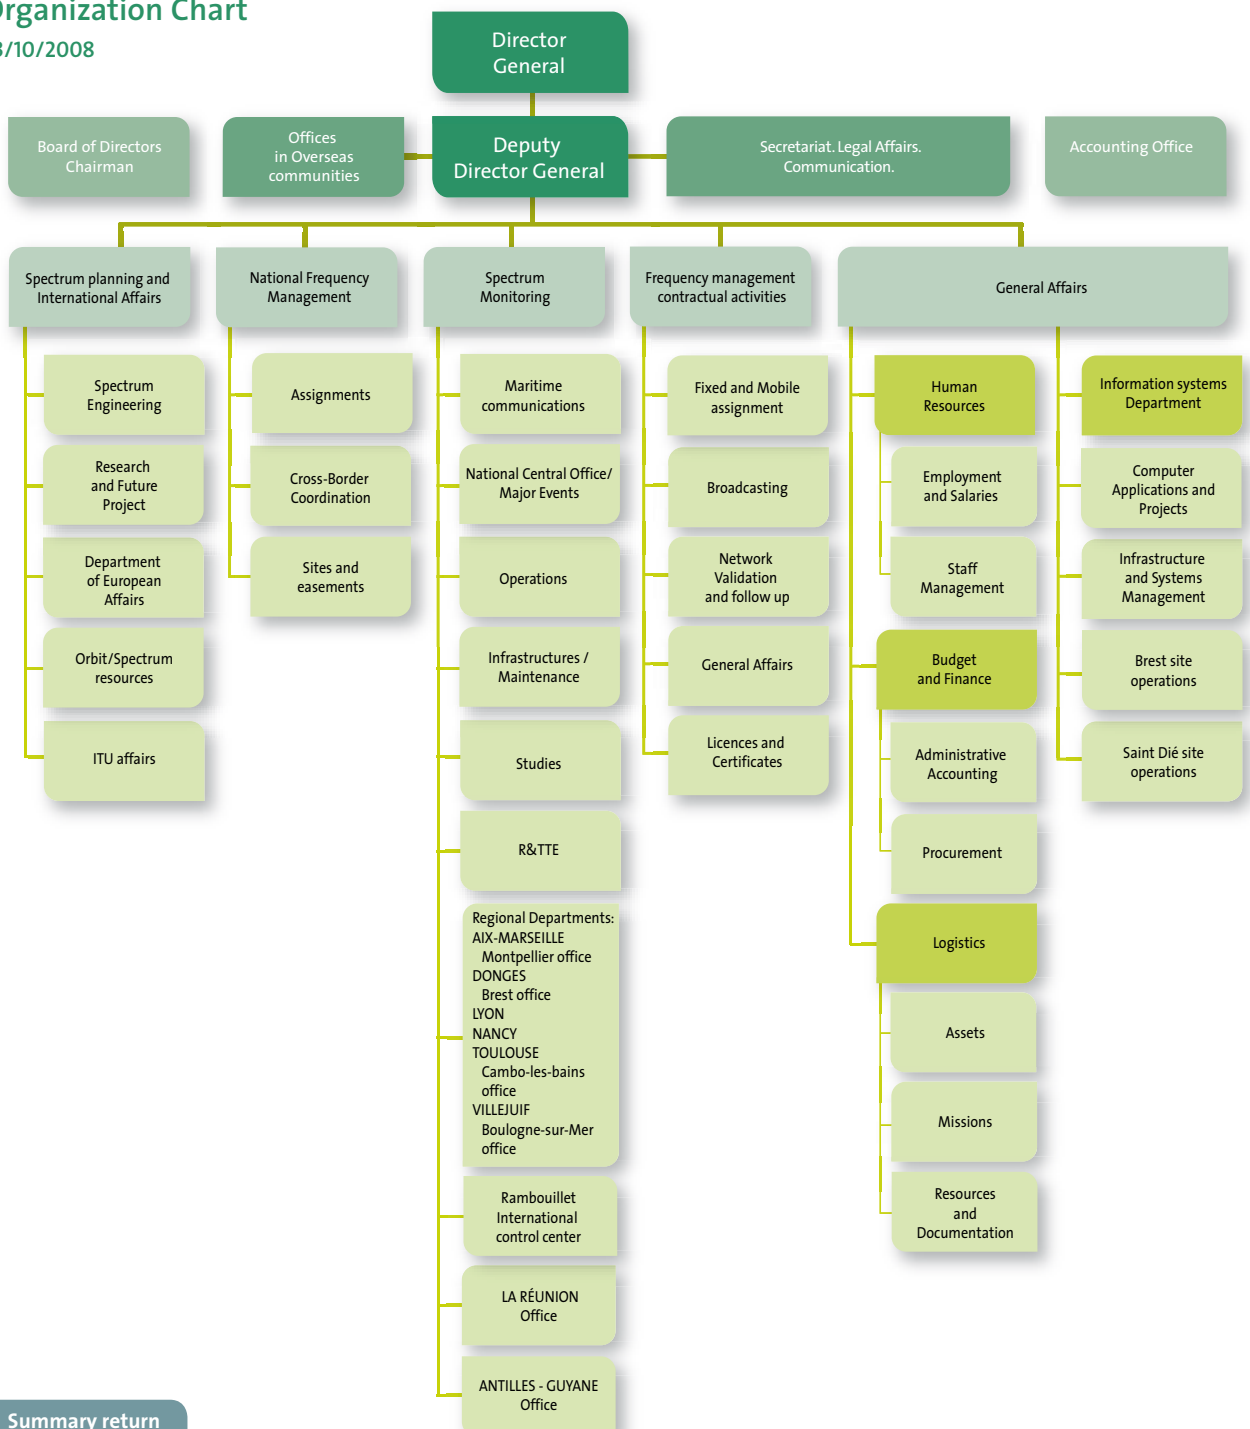 Organization Chart
3/10/2008
Director
General
Board of Directors
Chairman
Offices
in Overseas
communities
Deputy
Director General
Secretariat. Legal Affairs.
Communication.
Accounting Office
Spectrum planning and
International Affairs
National Frequency
Management
Spectrum
Monitoring
Frequency management
contractual activities
General Affairs
Spectrum
Engineering
Research
and Future
Project
Department
of European
Affairs
Orbit/Spectrum
resources
ITU affairs
Assignments
Cross-Border
Coordination
Sites and
easements
Maritime
communications
National Central Office/
Major Events
Operations
Infrastructures /
Maintenance
Studies
R&TTE
Regional Departments:
AIX-MARSEILLE
Montpellier office
DONGES
Brest office
LYON
NANCY
TOULOUSE
Cambo-les-bains
office
VILLEJUIF
Boulogne-sur-Mer
office
Rambouillet
International
control center
LA RÉUNION
Office
ANTILLES - GUYANE
Office
Fixed and Mobile
assignment
Broadcasting
Network
Validation
and follow up
General Affairs
Licences and
Certificates
Human
Resources
Employment
and Salaries
Staff
Management
Budget
and Finance
Administrative
Accounting
Procurement
Logistics
Assets
Missions
Resources
and
Documentation
Information systems
Department
Computer
Applications and
Projects
Infrastructure
and Systems
Management
Brest site
operations
Saint Dié site
operations
Summary return